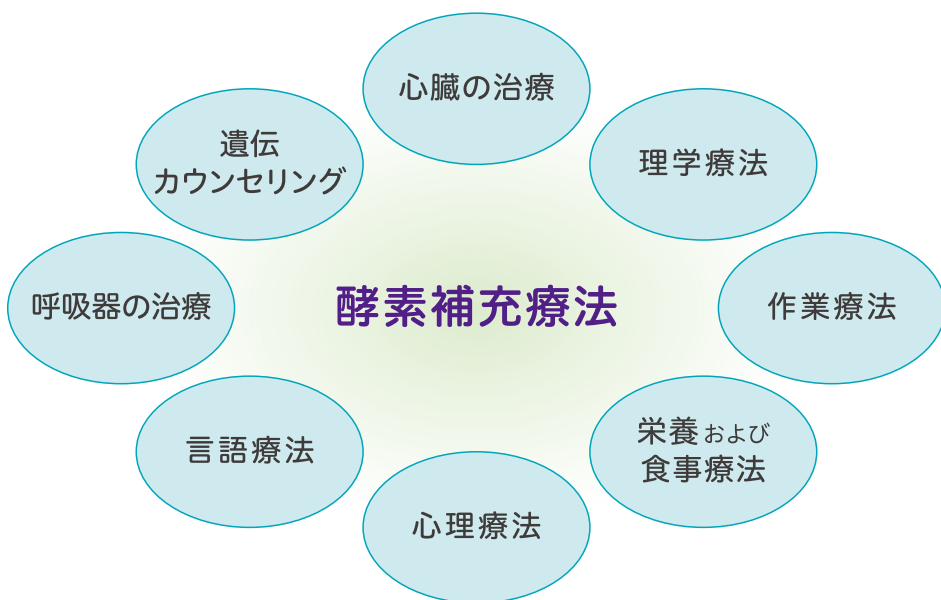 心臓の治療
遺伝
カウンセリング
理学療法
呼吸器の治療
酵素補充療法
作業療法
言語療法
栄養および
食事療法
心理療法